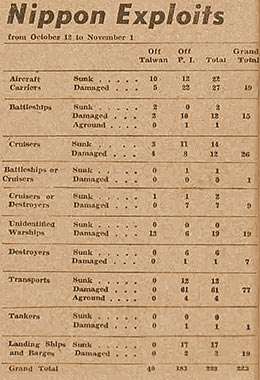 Nippon Exploits
from October 12 to November 1
Off Off Grand
Taiwan P. I. Total Total
Aircraft Sunk . . . . . 10 12 22
Carriers Damaged . . . . 5 22 27 49
Battleships Sunk . . . . . 2 0 2
Damaged . . . . 2 10 12 15
Aground . . . . 0 1 1
Cruisers Sunk . . . . . 3 11 14
Damaged . . . . 4 8 12 26
Battleships or Sunk . . . . . 0 1 1
Cruisers Damaged . . . . 0 0 0 1
Cruisers or Sunk . . . . . 1 1 2
Destroyers Damaged . . . . 0 7 7 9
Unidentified Sunk . . . . . 0 0 0
Warships Damaged . . . . 13 6 19 19
Destroyers Sunk . . . . . 0 6 6
Damaged . . . . 0 1 1 7
Transports Sunk . . . . . 0 12 12
Damaged . . . . 0 61 61 77
Aground . . . . 0 4 4
Tankers Sunk . . . . . 0 0 0
Damaged . . . . 0 1 1 1
Landing Ships Sunk . . . . . 0 17 17
and Barges Damaged . . . . 0 2 2 19
Grand Total 40 183 223 223